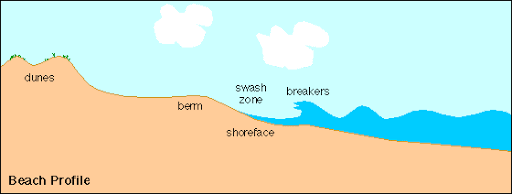 dunes
berm
swash
zone
breakers
shoreface
Beach Profile